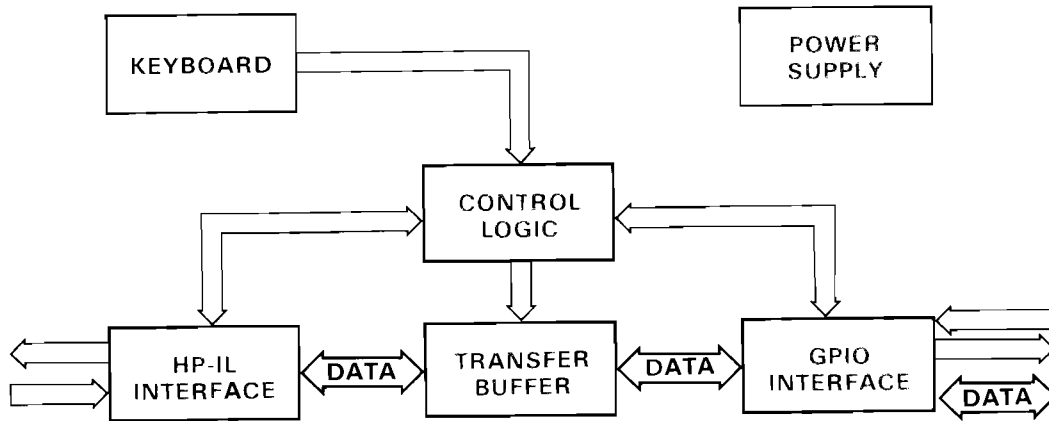 KEYBOARD
POWER
SUPPLY
CONTROL
LOGIC
HP-IL
INTERFACE
DATA
TRANSFER
BUFFER
DATA
GPIO
INTERFACE
DATA